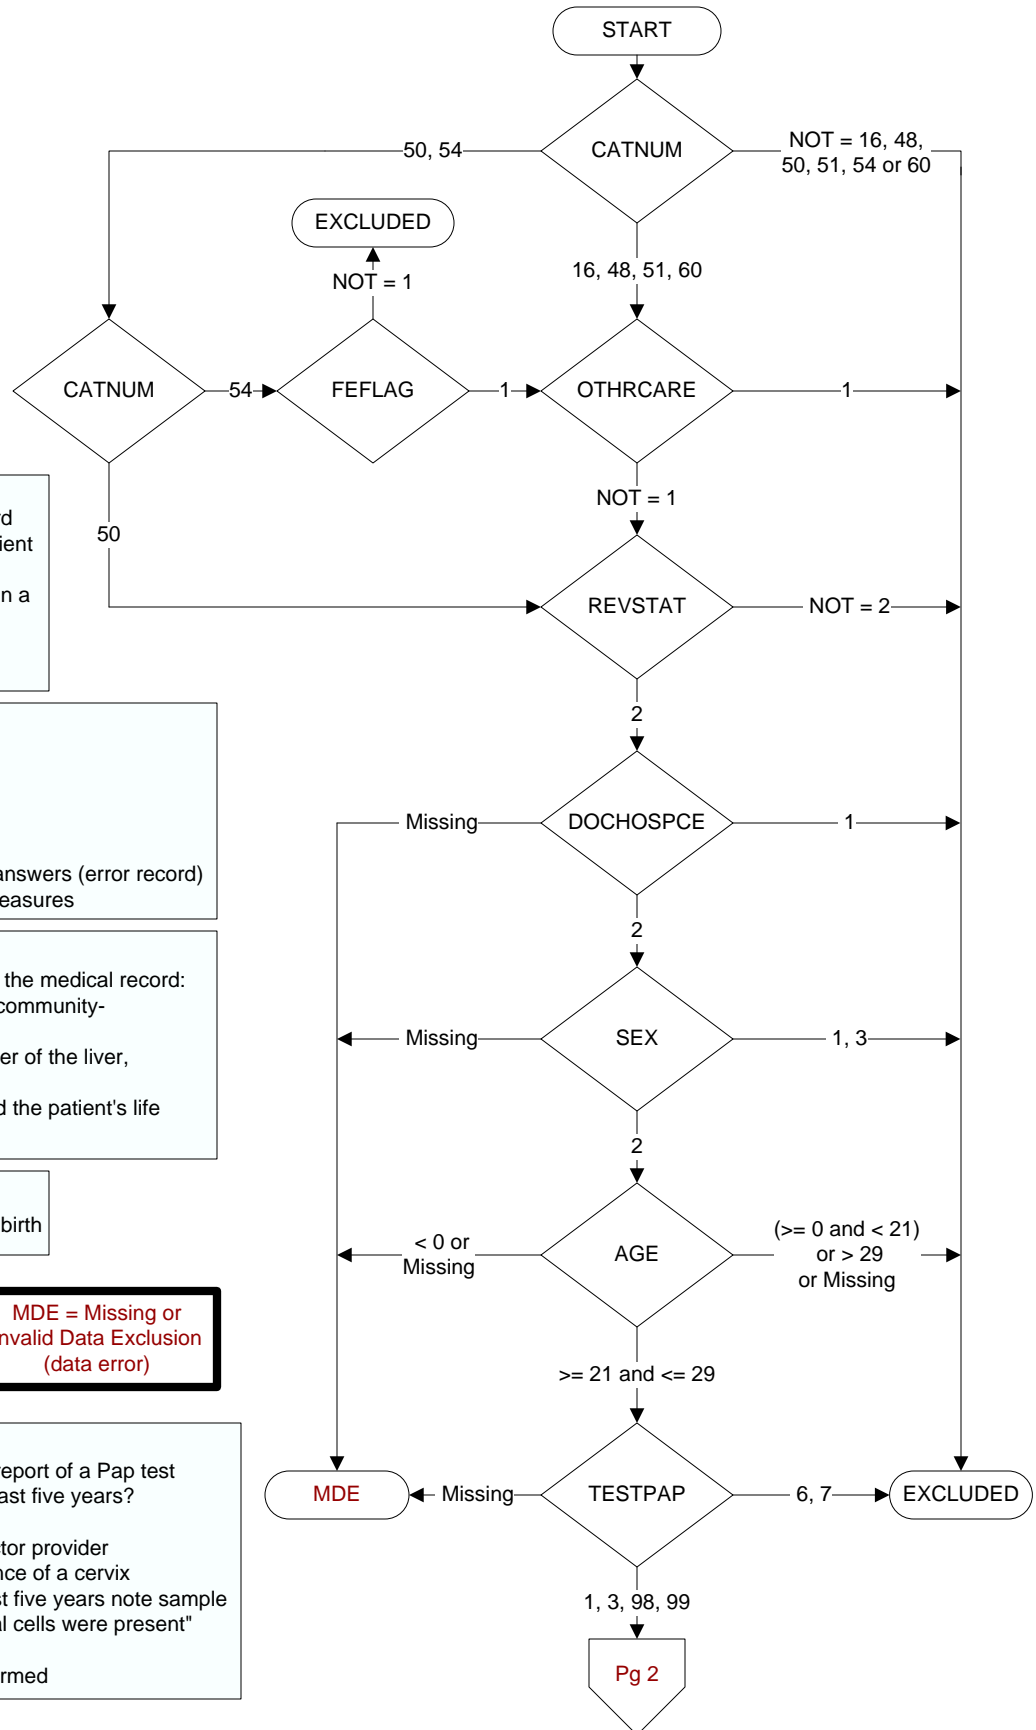 START
CATNUM
50, 54
NOT = 16, 48,
50, 51, 54 or 60
EXCLUDED
NOT = 1
16, 48, 51, 60
CATNUM
54
FEFLAG
1
OTHRCARE
1
NOT = 1
50
REVSTAT
NOT = 2
2
rd
ient
n a
Missing
DOCHOSPCE
1
answers (error record)
easures
2
the medical record:
community-
er of the liver,
d the patient's life
Missing
SEX
1, 3
2
birth
< 0 or
Missing
AGE
(>= 0 and < 21)
or > 29
or Missing
MDE = Missing or
nvalid Data Exclusion
(data error)
>= 21 and <= 29
report of a Pap test
ast five years?
ctor provider
nce of a cervix
st five years note sample
al cells were present"
rmed
MDE
Missing
TESTPAP
6, 7
EXCLUDED
1, 3, 98, 99
Pg 2